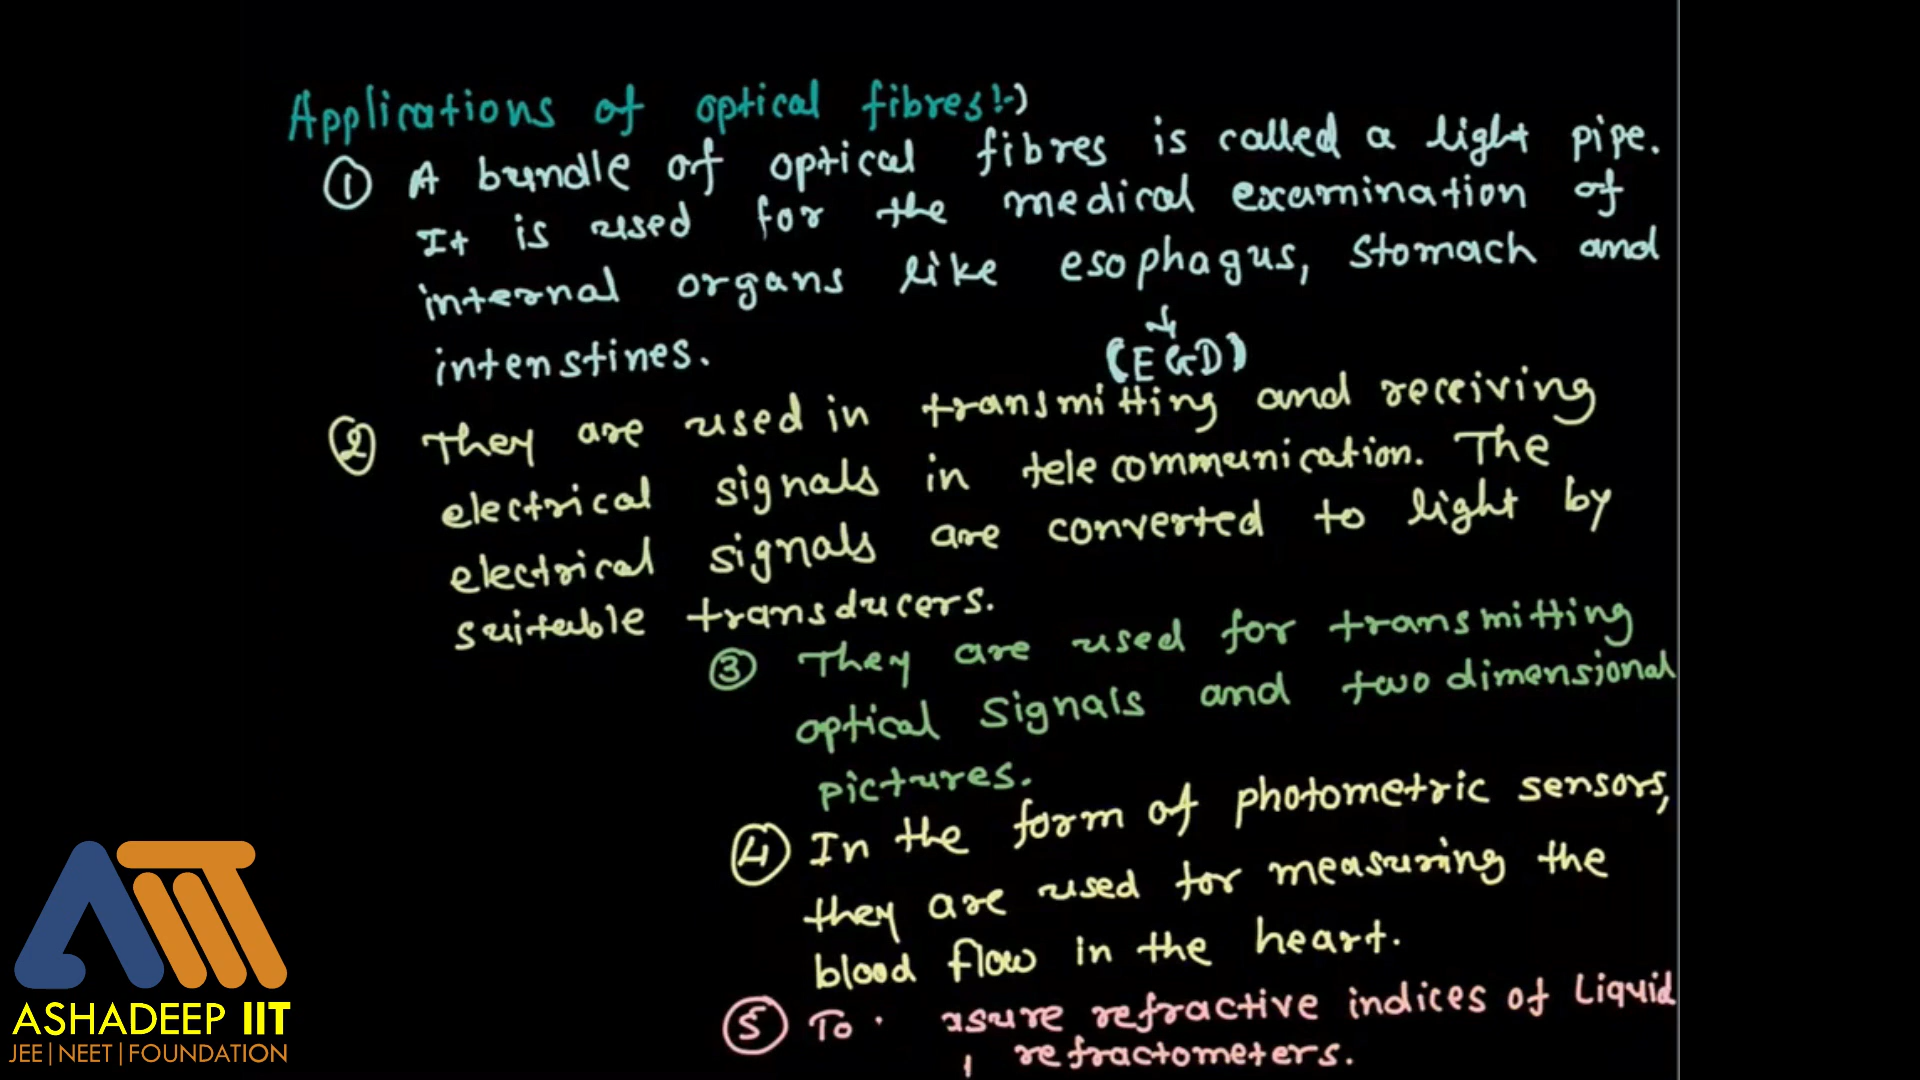 Applications of optical fibres:-)
① A bundle of optical fibres is called a light pipe.
It is used for the medical examination of
internal organs like esophagus, stomach and
intenstines.
(EGD)
② They are used in transmitting and receiving
electrical signals in telecommunication. The
electrical signals are converted to light by
suitable transducers.
③ They are used for transmitting
optical signals and two dimensional
pictures.
④ In the form of photometric sensors,
they are used for measuring the
blood flow in the heart.
⑤ To refractive indices of Liquid
refractometers.
ASHADEEP IIT
JEE | NEET | FOUNDATION